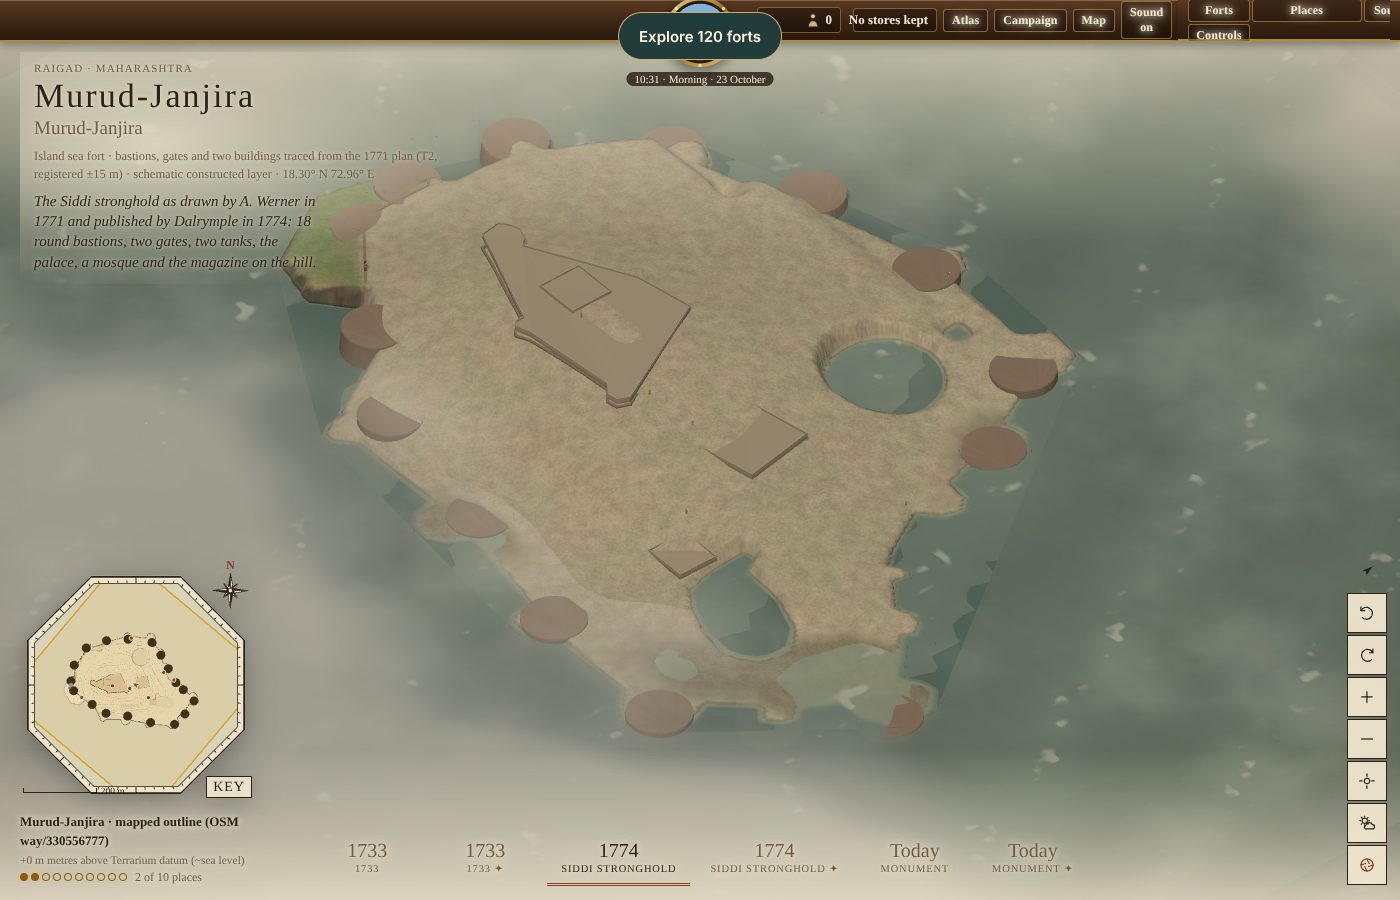 Explore 120 forts
0
No stores kept
Atlas
Campaign
Map
Sound
on
Forts
Places
Controls
10:31 · Morning · 23 October
RAIGAD · MAHARASHTRA
Murud-Janjira
Murud-Janjira
Island sea fort · bastions, gates and two buildings traced from the 1771 plan (T2,
registered ±15 m) · schematic constructed layer · 18.30° N 72.96° E
The Siddi stronghold as drawn by A. Werner in
1771 and published by Dalrymple in 1774: 18
round bastions, two gates, two tanks, the
palace, a mosque and the magazine on the hill.
N
200 m
KEY
Murud-Janjira · mapped outline (OSM
way/330556777)
+0 m metres above Terrarium datum (~sea level)
2 of 10 places
1733
1733
1733
1733 ✦
1774
SIDDI STRONGHOLD
1774
SIDDI STRONGHOLD ✦
Today
MONUMENT
Today
MONUMENT ✦